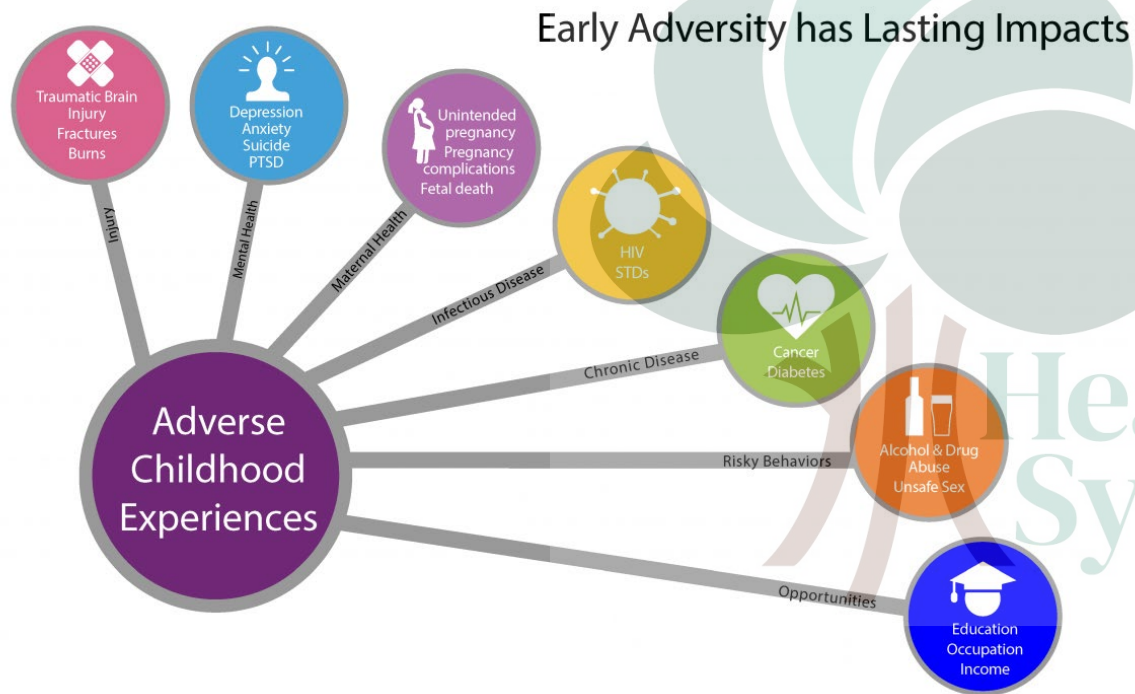 Early Adversity has Lasting Impacts
Traumatic Brain
Injury
Fractures
Burns
Depression
Anxiety
Suicide
PTSD
Unintended
pregnancy
Pregnancy
complications
Fetal death
HIV
STDs
Cancer
Diabetes
Alcohol & Drug
Abuse
Unsafe Sex
Education
Occupation
Income
Injury
Mental Health
Maternal Health
Infectious Disease
Chronic Disease
Risky Behaviors
Opportunities
Adverse
Childhood
Experiences